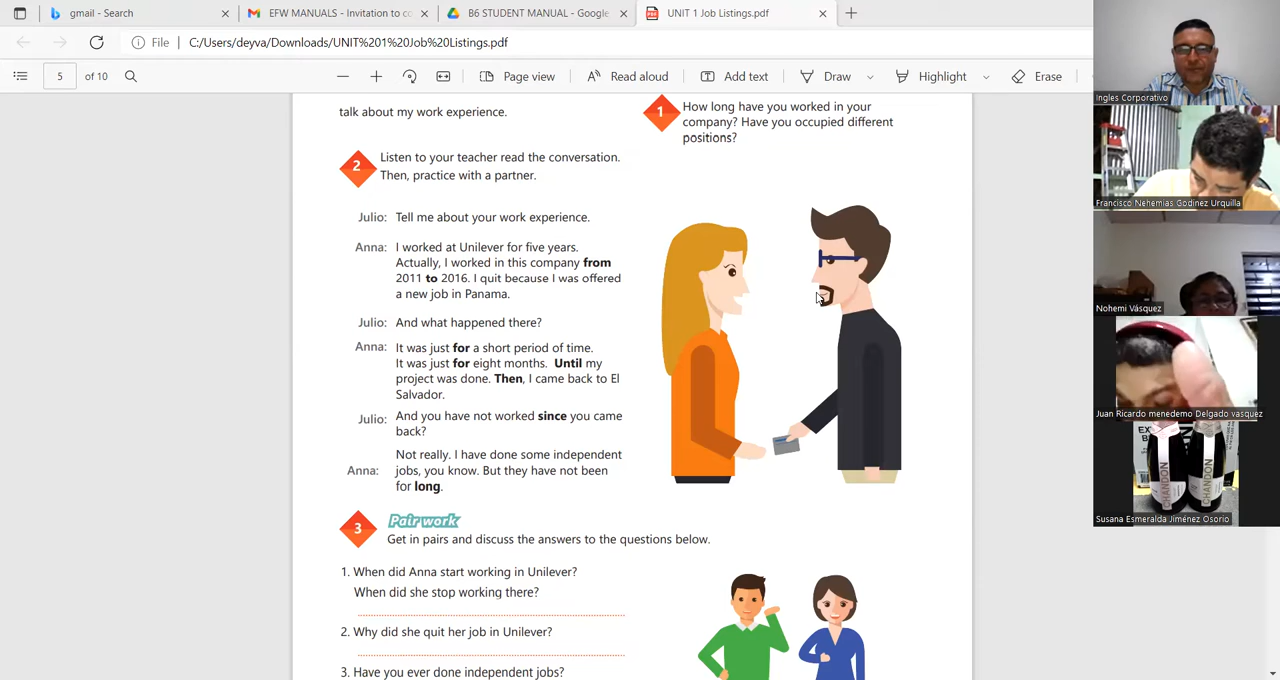 gmail - Search
EFW MANUALS - Invitation to co
B6 STUDENT MANUAL - Google
UNIT 1 Job Listings.pdf
File
C:/Users/deyva/Downloads/UNIT%201%20Job%20Listings.pdf
5
of 10
Page view
Read aloud
Add text
Draw
Highlight
Erase
talk about my work experience.
1
How long have you worked in your
company? Have you occupied different
positions?
2
Listen to your teacher read the conversation.
Then, practice with a partner.
Julio: Tell me about your work experience.
Anna: I worked at Unilever for five years.
Actually, I worked in this company from
2011 to 2016. I quit because I was offered
a new job in Panama.
Julio: And what happened there?
Anna: It was just for a short period of time.
It was just for eight months. Until my
project was done. Then, I came back to El
Salvador.
Julio: And you have not worked since you came
back?
Not really. I have done some independent
Anna: jobs, you know. But they have not been
for long.
3
Pair work
Get in pairs and discuss the answers to the questions below.
1. When did Anna start working in Unilever?
When did she stop working there?
2. Why did she quit her job in Unilever?
3. Have you ever done independent jobs?
Ingles Corporativo
Francisco Nehemias Godinez Urquilla
Nohemi Vásquez
Juan Ricardo menedemo Delgado vasquez
CHANDON
CHANDON
Susana Esmeralda Jiménez Osorio